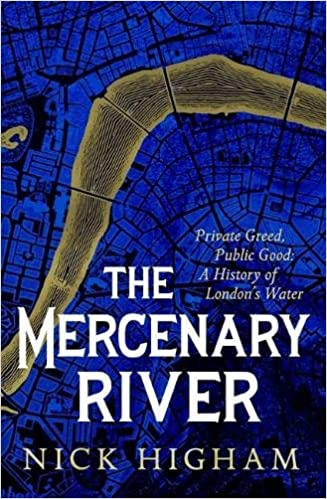 Private Greed,
Public Good:
A History of
London's Water
THE
MERCENARY
RIVER
NICK HIGHAM